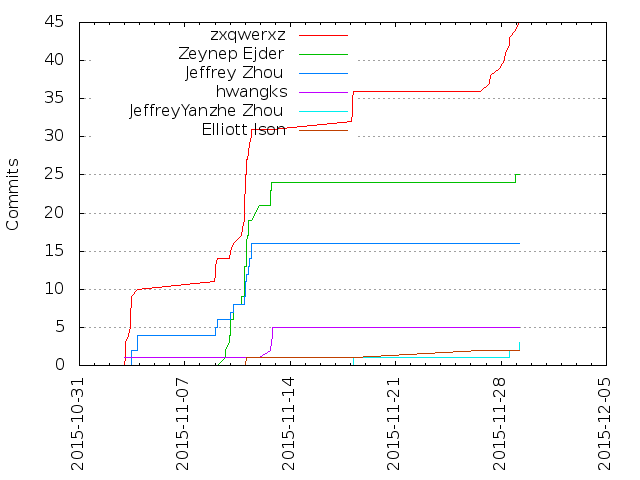 45
40
35
30
25
20
15
10
5
0
Commits
zxqwerxz
Zeynep Ejder
Jeffrey Zhou
hwangks
JeffreyYanzhe Zhou
Elliott Ison
2015-10-31
2015-11-07
2015-11-14
2015-11-21
2015-11-28
2015-12-05